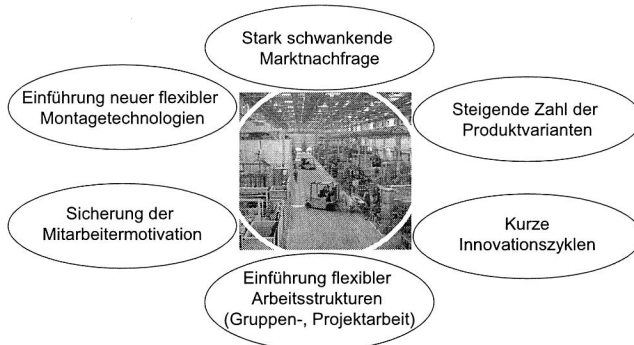 Stark schwankende
Marktnachfrage
Einführung neuer flexibler
Montagetechnologien
Steigende Zahl der
Produktvarianten
Sicherung der
Mitarbeitermotivation
Kurze
Innovationszyklen
Einführung flexibler
Arbeitsstrukturen
(Gruppen-, Projektarbeit)